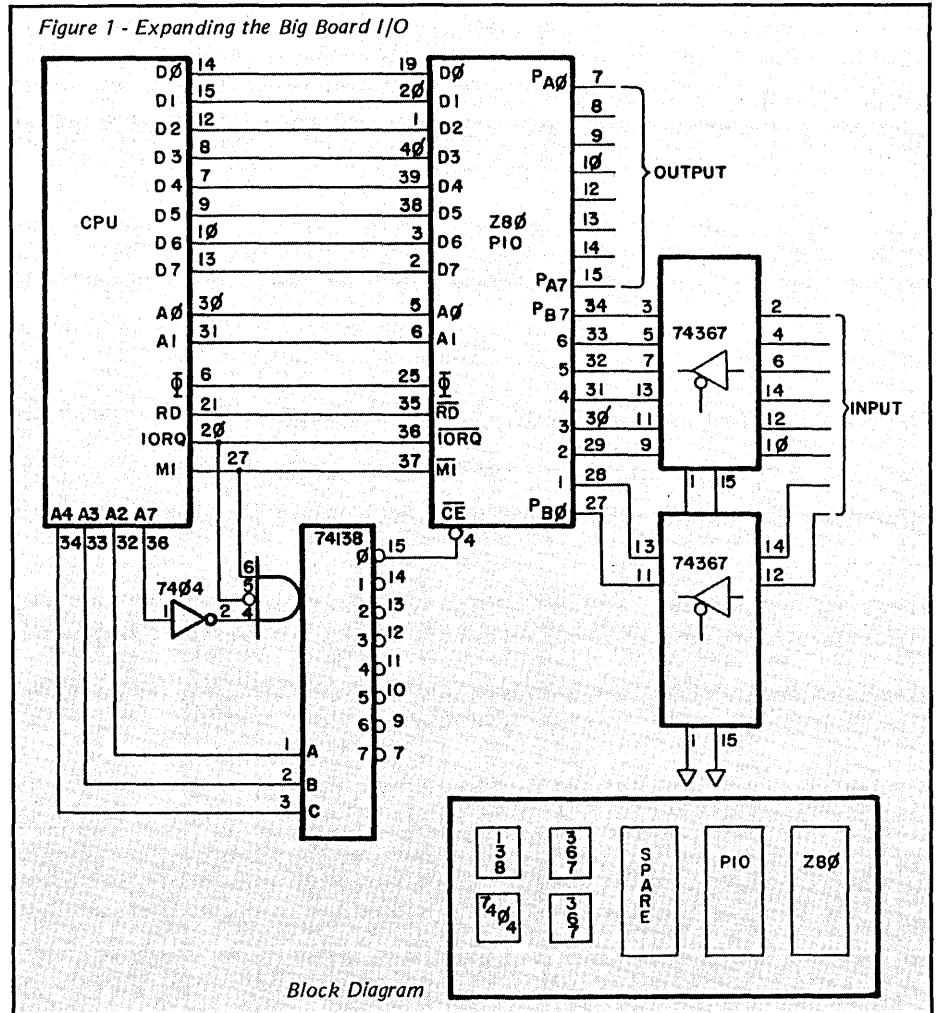 Figure 1 - Expanding the Big Board I/O
CPU
DØ 14 19 DØ
D1 15 2Ø D1
D2 12 1 D2
D3 8 4Ø D3
D4 7 39 D4
D5 9 38 D5
D6 1Ø 3 D6
D7 13 2 D7
AØ 3Ø 5 AØ
A1 31 6 A1
Φ 6 25 Φ
RD 21 35 RD
IORQ 2Ø 36 IORQ
M1 27 37 M1
A4 A3 A2 A7
34 33 32 36
Z8Ø
PIO
PAØ 7
8
9
1Ø
12
13
14
PA7 15
OUTPUT
PB7 34 3 2
6 33 5 4
5 32 7 6
4 31 13 14
3 3Ø 11 12
2 29 9 1Ø
1 28
PBØ 27
74367
INPUT
1 15
13 14
11 12
74367
1 15
CE
4
74Ø4
1 2
6
5
4
74138
Ø 15
1 14
2 13
3 12
4 11
5 10
6 9
7 7
1 A
2 B
3 C
138
367
SPARE
PIO
Z8Ø
74Ø4
367
Block Diagram